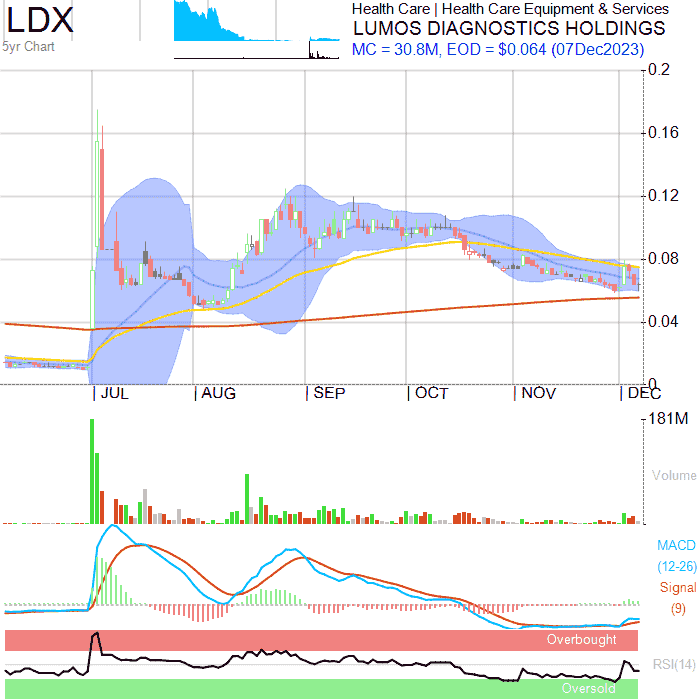 LDX
5yr Chart
Health Care | Health Care Equipment & Services
LUMOS DIAGNOSTICS HOLDINGS
MC = 30.8M, EOD = $0.064 (07Dec2023)
0.2
0.16
0.12
0.08
0.04
0
JUL AUG SEP OCT NOV DEC
181M
Volume
MACD
(12-26)
Signal
(9)
Overbought
RSI(14)
Oversold